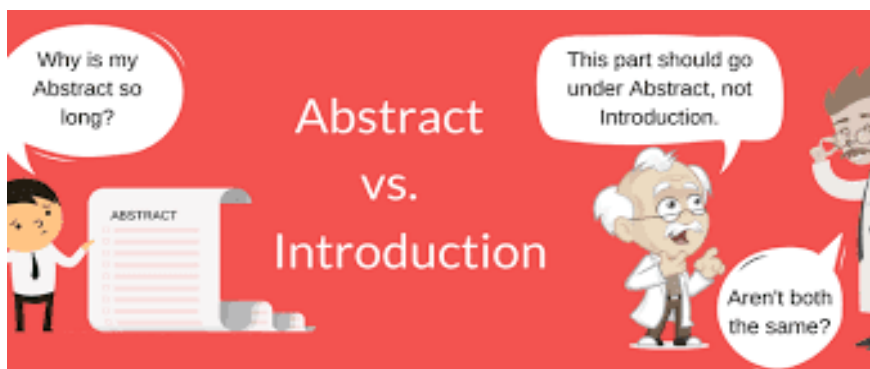 Why is my
Abstract so
long?
ABSTRACT
Abstract
vs.
Introduction
This part should go
under Abstract, not
Introduction.
Aren't both
the same?